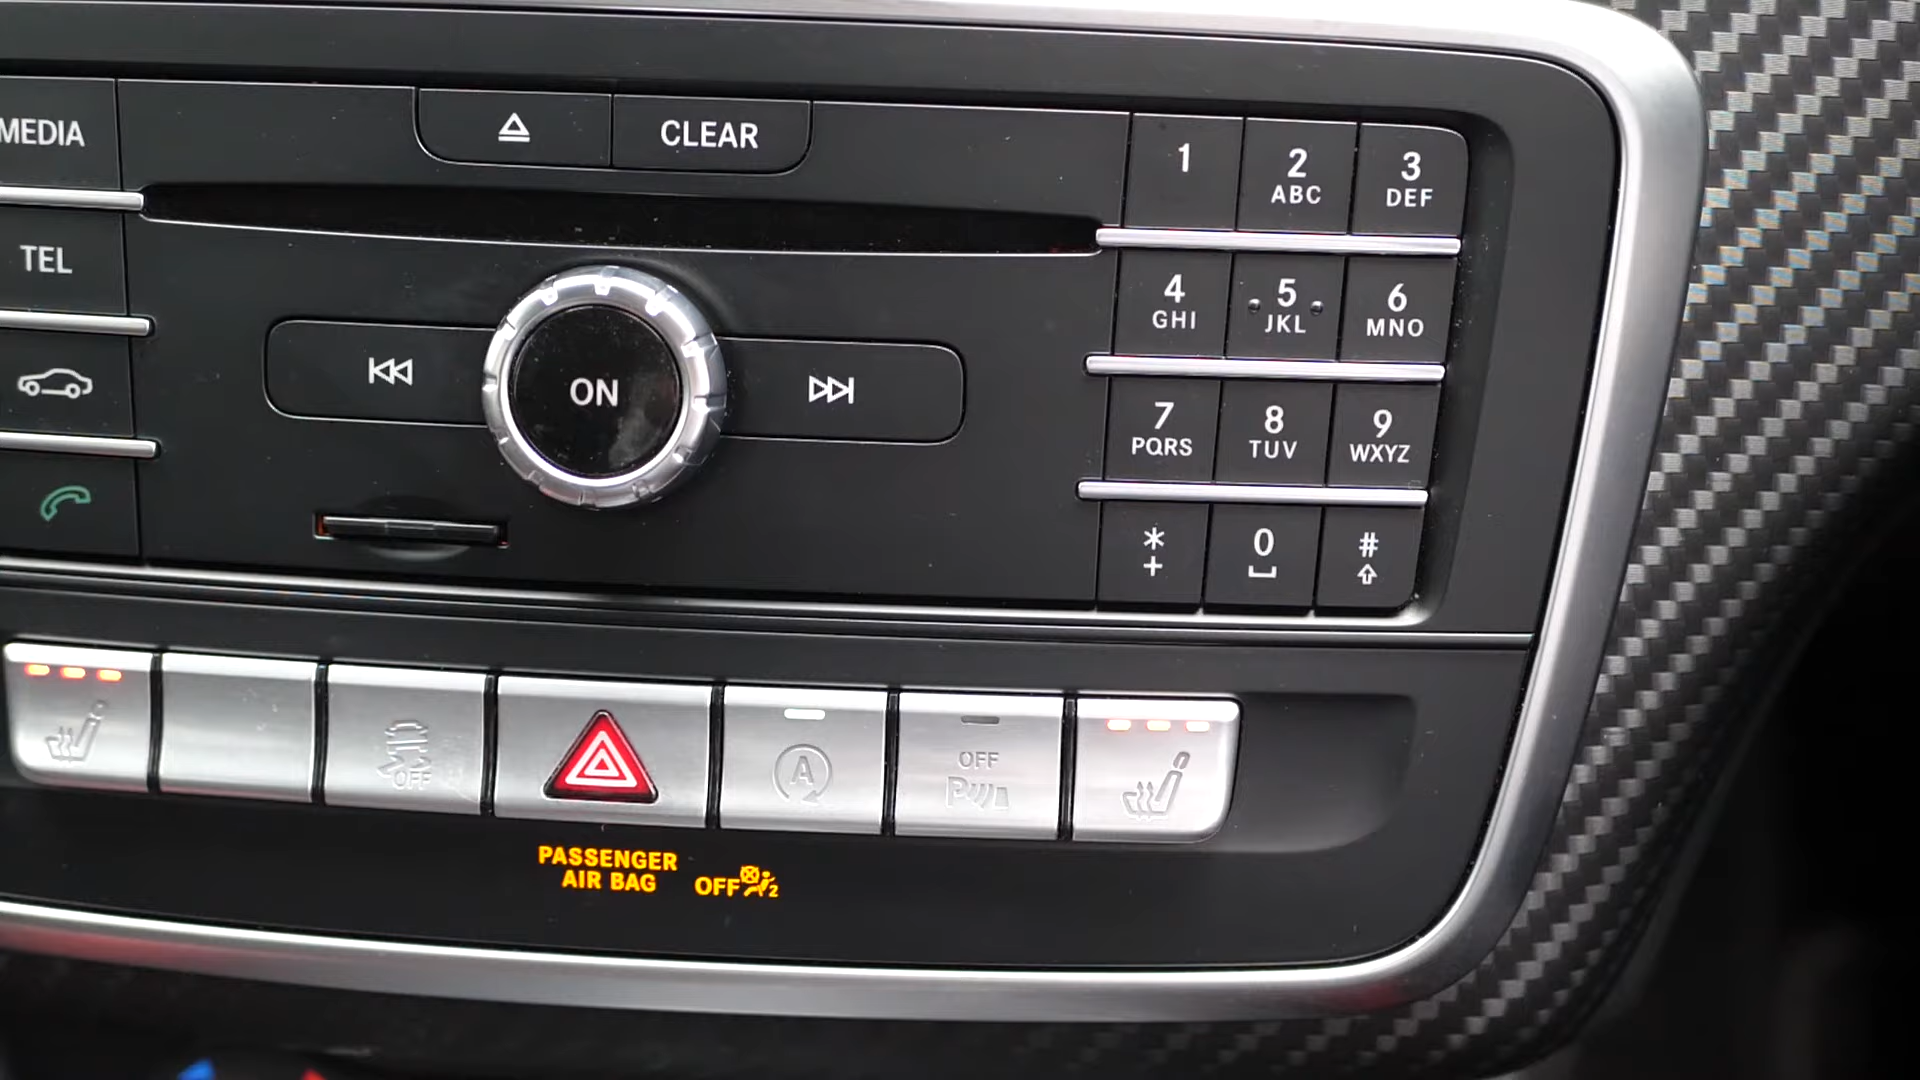 MEDIA
CLEAR
1
2
ABC
3
DEF
TEL
4
GHI
5
JKL
6
MNO
ON
7
PQRS
8
TUV
9
WXYZ
*
+
0
#
OFF
A
OFF
P
PASSENGER
AIR BAG
OFF
2